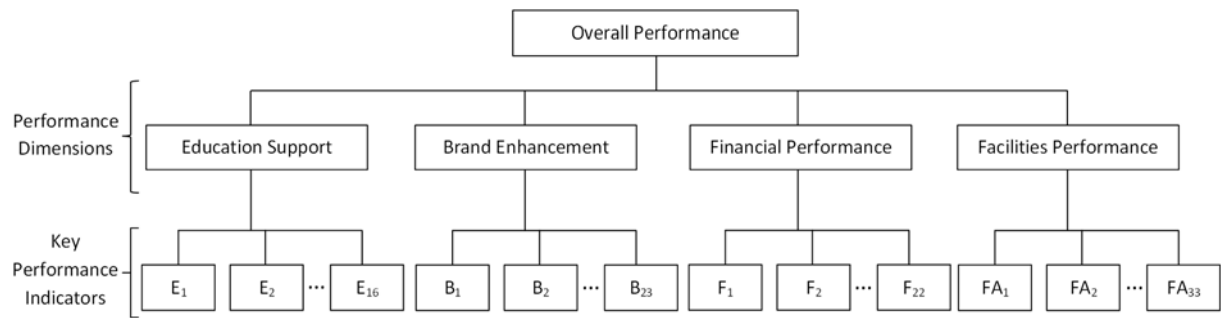 Overall Performance
Performance
Dimensions
Education Support
Brand Enhancement
Financial Performance
Facilities Performance
Key
Performance
Indicators
E₁ E₂ ... E₁₆ B₁ B₂ ... B₂₃ F₁ F₂ ... F₂₂ FA₁ FA₂ ... FA₃₃